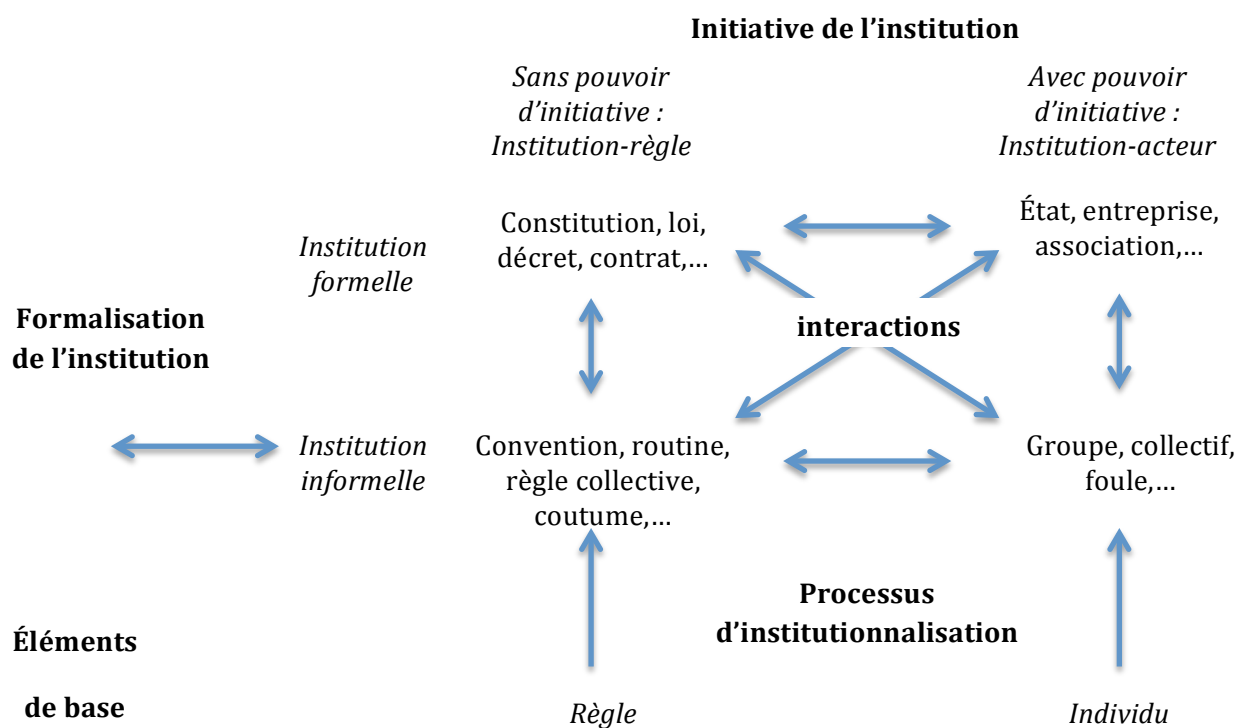 Initiative de l’institution
Sans pouvoir
d’initiative :
Institution-règle
Avec pouvoir
d’initiative :
Institution-acteur
Institution
formelle
Constitution, loi,
décret, contrat,…
État, entreprise,
association,…
Formalisation
de l’institution
interactions
Institution
informelle
Convention, routine,
règle collective,
coutume,…
Groupe, collectif,
foule,…
Processus
d’institutionnalisation
Éléments
de base
Règle
Individu